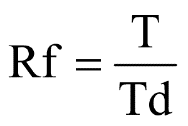 Rf = T / Td